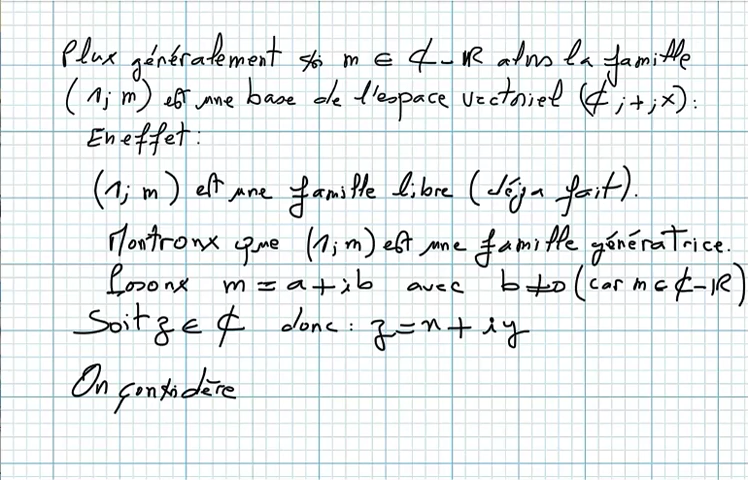 Plus généralement si m ∈ ℂ-ℝ alors la famille
(1; m) est une base de l'espace vectoriel (ℂ; +; ×):
En effet:
(1; m) est une famille libre (déjà fait).
Montrons que (1; m) est une famille génératrice.
Posons m = a + ib avec b ≠ 0 (car m ∈ ℂ-ℝ)
Soit z ∈ ℂ donc: z = x + iy
On considère